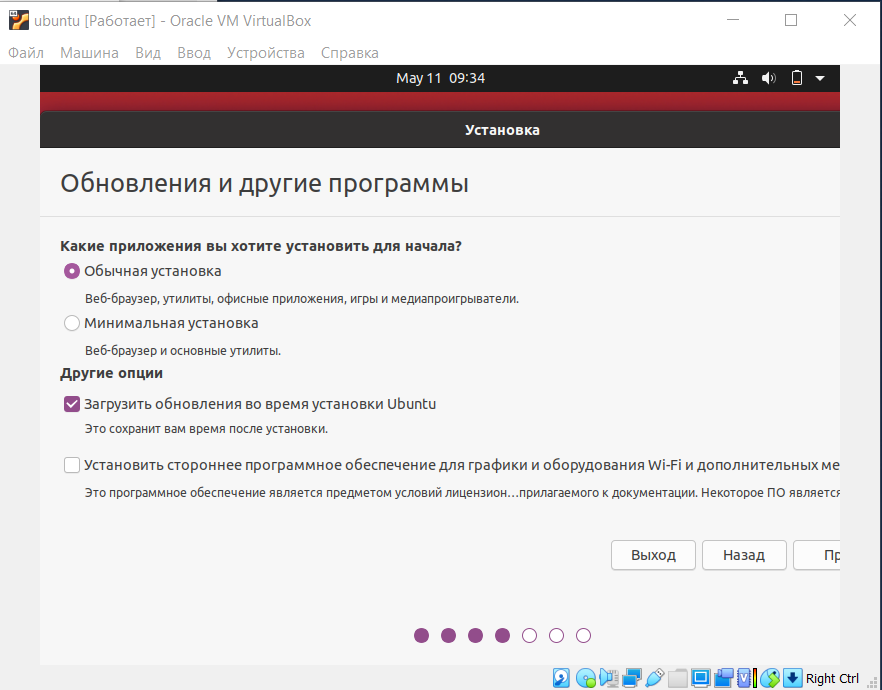 ubuntu [Работает] - Oracle VM VirtualBox
Файл Машина Вид Ввод Устройства Справка
May 11 09:34
Установка
Обновления и другие программы
Какие приложения вы хотите установить для начала?
Обычная установка
Веб-браузер, утилиты, офисные приложения, игры и медиапроигрыватели.
Минимальная установка
Веб-браузер и основные утилиты.
Другие опции
Загрузить обновления во время установки Ubuntu
Это сохранит вам время после установки.
Установить стороннее программное обеспечение для графики и оборудования Wi-Fi и дополнительных ме
Это программное обеспечение является предметом условий лицензион…прилагаемого к документации. Некоторое ПО является
Выход Назад Пр
Right Ctrl